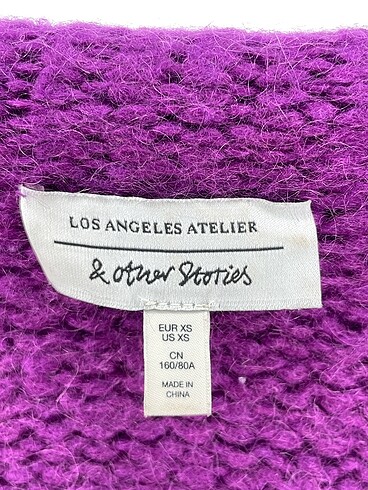 LOS ANGELES ATELIER
& other Stories
EUR XS
US XS
CN
160/80A
MADE IN
CHINA